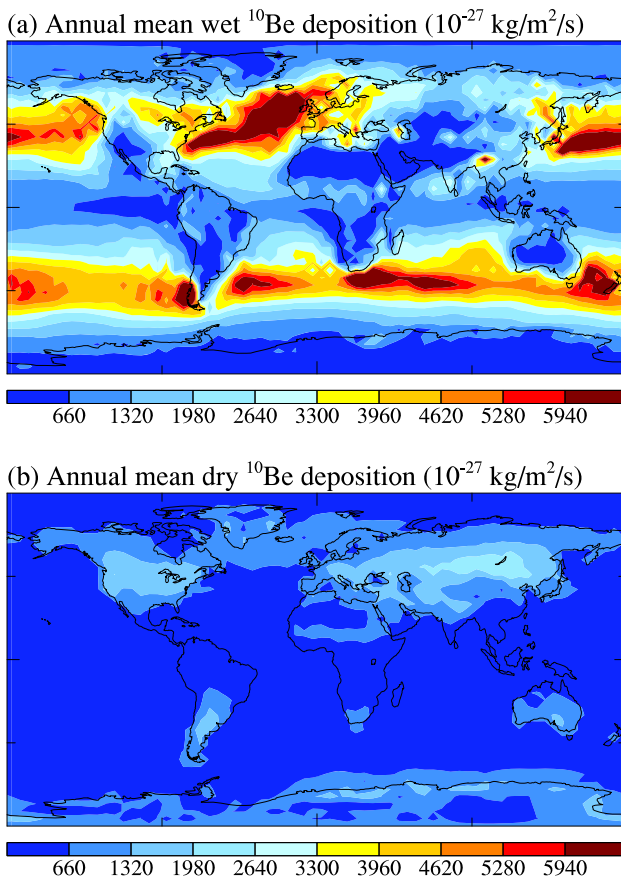 (a) Annual mean wet ¹⁰Be deposition (10⁻²⁷ kg/m²/s)
660 1320 1980 2640 3300 3960 4620 5280 5940
(b) Annual mean dry ¹⁰Be deposition (10⁻²⁷ kg/m²/s)
660 1320 1980 2640 3300 3960 4620 5280 5940